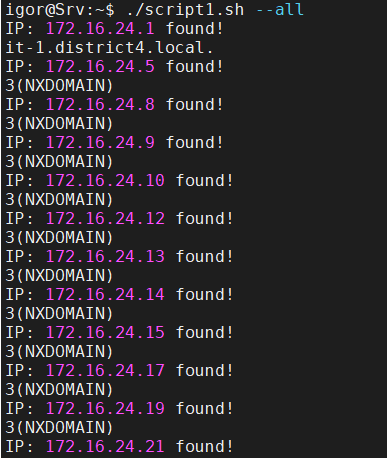 igor@Srv:~$ ./script1.sh --all
IP: 172.16.24.1 found!
it-1.district4.local.
IP: 172.16.24.5 found!
3(NXDOMAIN)
IP: 172.16.24.8 found!
3(NXDOMAIN)
IP: 172.16.24.9 found!
3(NXDOMAIN)
IP: 172.16.24.10 found!
3(NXDOMAIN)
IP: 172.16.24.12 found!
3(NXDOMAIN)
IP: 172.16.24.13 found!
3(NXDOMAIN)
IP: 172.16.24.14 found!
3(NXDOMAIN)
IP: 172.16.24.15 found!
3(NXDOMAIN)
IP: 172.16.24.17 found!
3(NXDOMAIN)
IP: 172.16.24.19 found!
3(NXDOMAIN)
IP: 172.16.24.21 found!